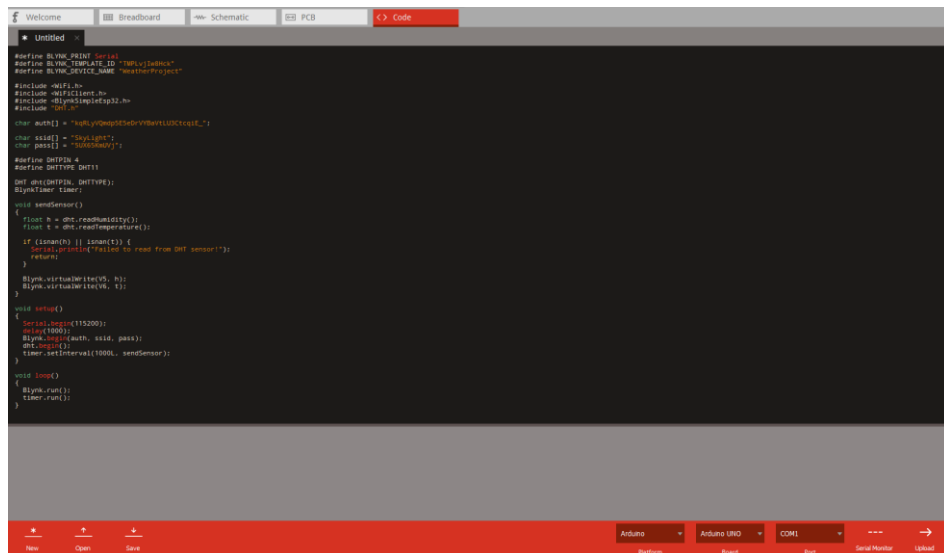 Welcome
Breadboard
Schematic
PCB
<> Code
* Untitled ×
#define BLYNK_PRINT Serial
#define BLYNK_TEMPLATE_ID "TMPLvjIw8Hck"
#define BLYNK_DEVICE_NAME "WeatherProject"
#include <WiFi.h>
#include <WiFiClient.h>
#include <BlynkSimpleEsp32.h>
#include "DHT.h"
char auth[] =
char ssid[] = "SkyLight";
char pass[] =
#define DHTPIN 4
#define DHTTYPE DHT11
DHT dht(DHTPIN, DHTTYPE);
BlynkTimer timer;
void sendSensor()
{
float h = dht.readHumidity();
float t = dht.readTemperature();
if (isnan(h) || isnan(t)) {
Serial.println("Failed to read from DHT sensor!");
return;
}
Blynk.virtualWrite(V5, h);
Blynk.virtualWrite(V6, t);
}
void setup()
{
Serial.begin(115200);
delay(1000);
Blynk.begin(auth, ssid, pass);
dht.begin();
timer.setInterval(1000L, sendSensor);
}
void loop()
{
Blynk.run();
timer.run();
}
New
Open
Save
Arduino
Platform
Arduino UNO
Board
COM1
Port
Serial Monitor
Upload